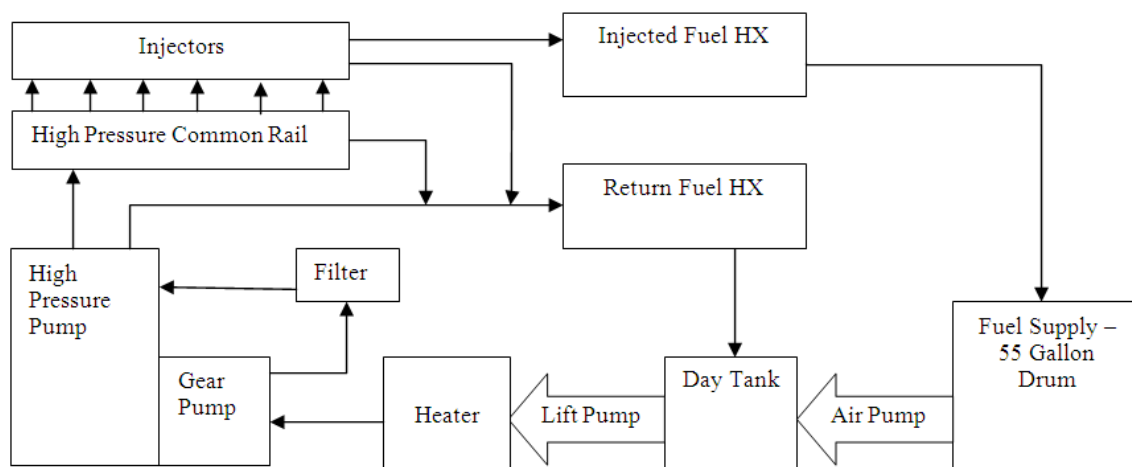 Injectors
Injected Fuel HX
High Pressure Common Rail
Return Fuel HX
High
Pressure
Pump
Filter
Fuel Supply –
55 Gallon
Drum
Gear
Pump
Heater
Lift Pump
Day Tank
Air Pump